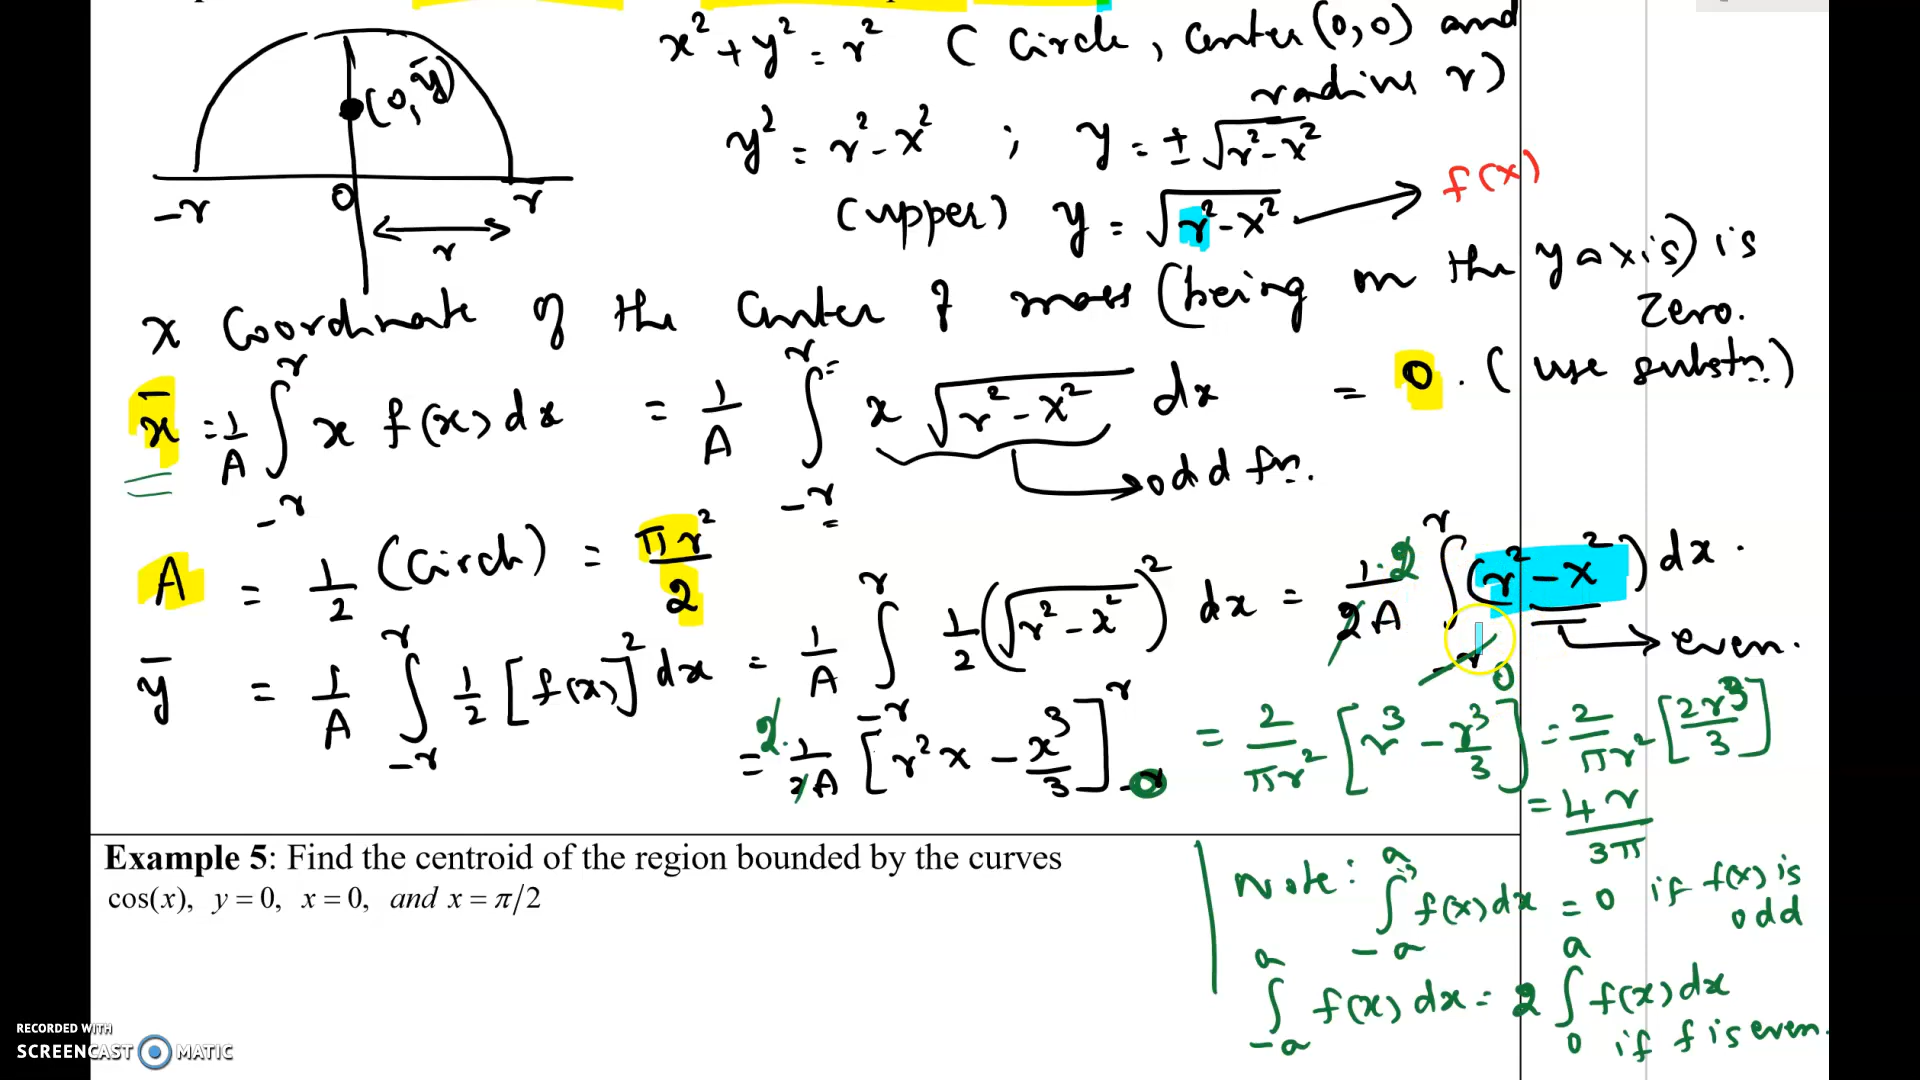 x² + y² = r² (Circle, center (0,0) and
radius r)
(0, y̅)
y² = r² - x² ; y = ± √(r² - x²)
-r 0 r
r
(upper) y = √(r² - x²) → f(x)
x coordinate of the center of mass (being on the y axis) is
zero.
x̅ = 1/A ∫_{-r}^{r} x f(x) dx = 1/A ∫_{-r}^{r} x √(r² - x²) dx = 0. (use substn.)
odd fn.
A = 1/2 (Circle) = πr²/2
y̅ = 1/A ∫_{-r}^{r} 1/2 [f(x)]² dx = 1/A ∫_{-r}^{r} 1/2 (√(r² - x²))² dx = 1·2/2A ∫_{0}^{r} (r² - x²) dx.
even.
= 2·1/2A [r²x - x³/3]_{0}^{r} = 2/πr² [r³ - r³/3] = 2/πr² [2r³/3]
= 4r/3π
Example 5: Find the centroid of the region bounded by the curves
cos(x), y = 0, x = 0, and x = π/2
Note: ∫_{-a}^{a} f(x) dx = 0 if f(x) is
odd
∫_{-a}^{a} f(x) dx = 2 ∫_{0}^{a} f(x) dx
if f is even.
RECORDED WITH
SCREENCAST MATIC